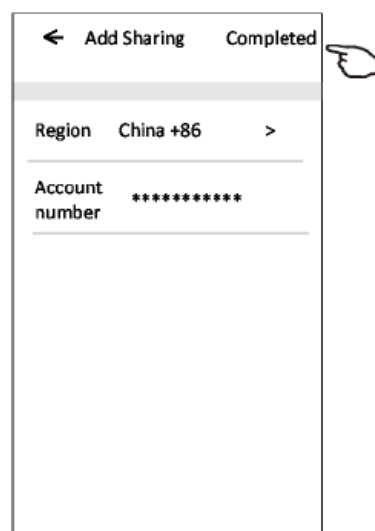 ← Add Sharing Completed
Region China +86 >
Account
number ***********